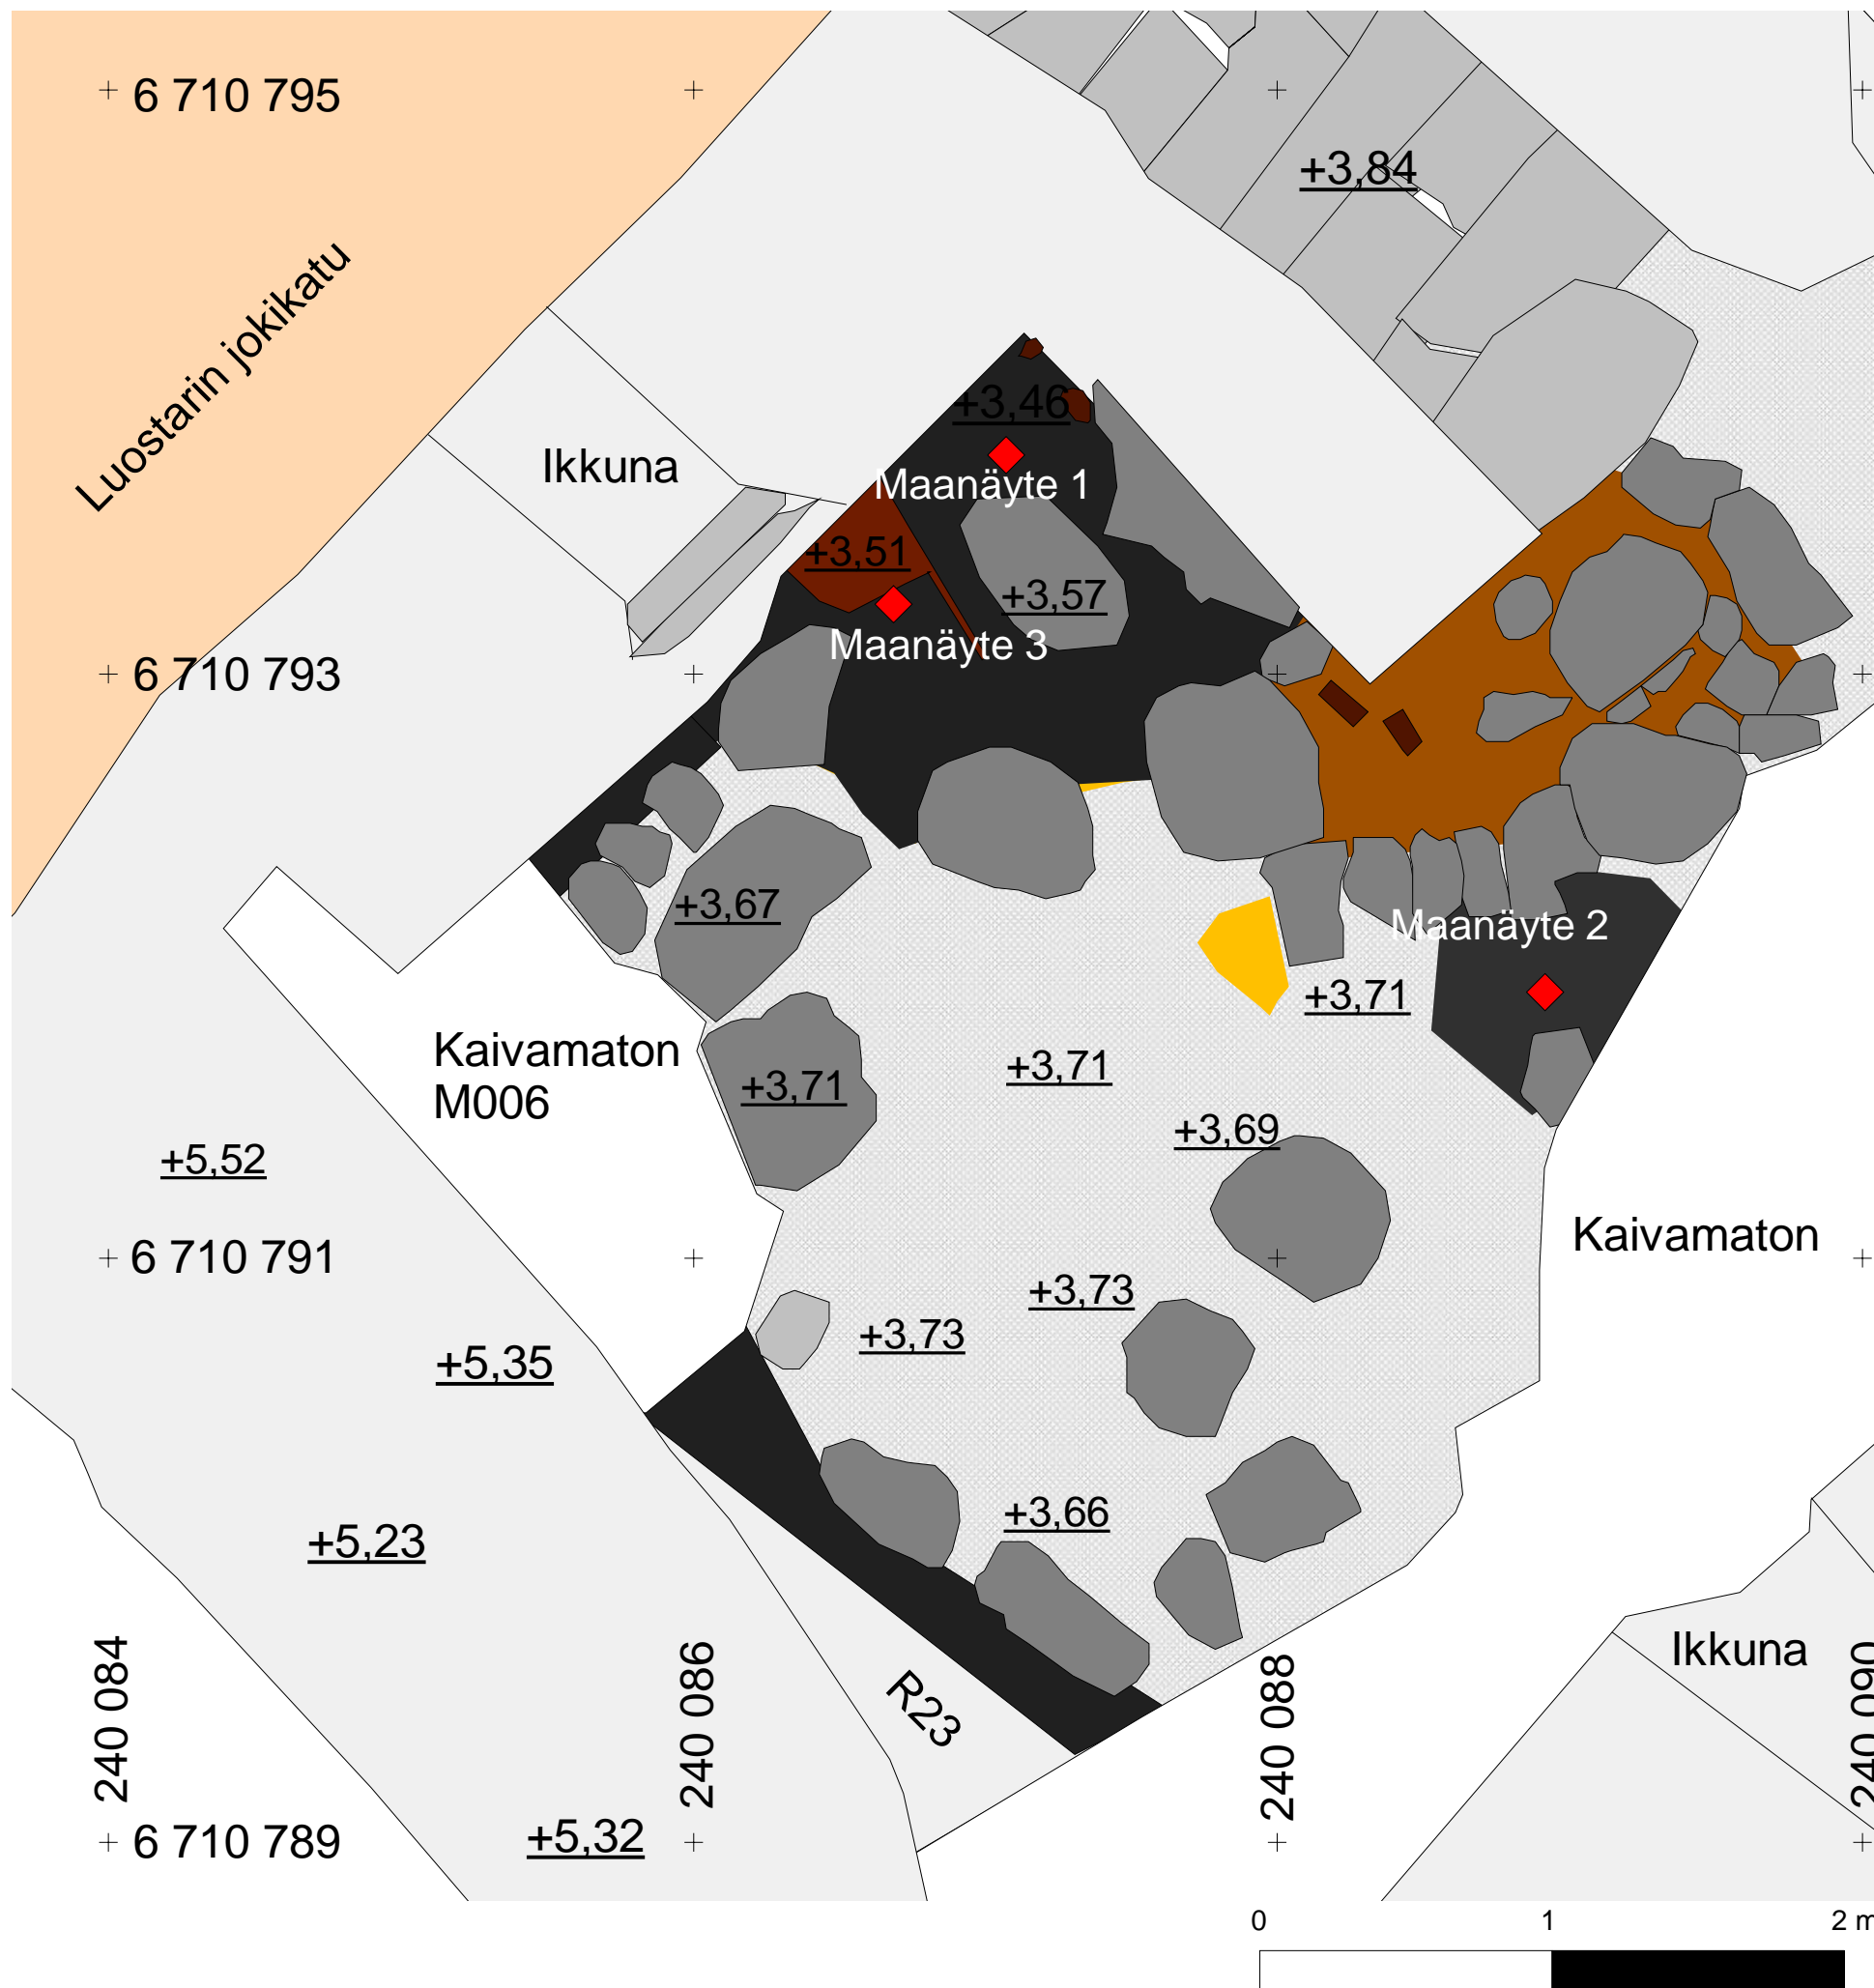 6 710 795
+3,84
Luostarin jokikatu
+3,46
Ikkuna
Maanäyte 1
+3,51
+3,57
Maanäyte 3
6 710 793
+3,67
Maanäyte 2
+3,71
Kaivamaton
M006
+3,71
+3,71
+3,69
+5,52
Kaivamaton
6 710 791
+3,73
+3,73
+5,35
+3,66
+5,23
Ikkuna
240 084
240 086
R23
240 088
240 090
6 710 789
+5,32
0 1 2 m